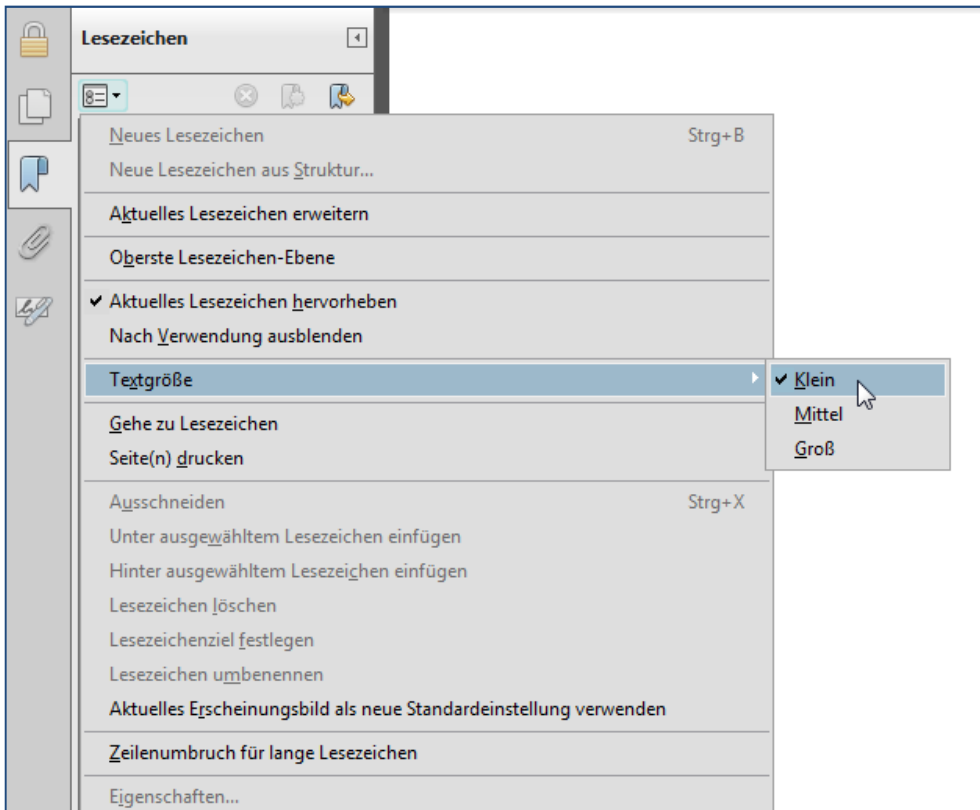 Lesezeichen
Neues Lesezeichen Strg+B
Neue Lesezeichen aus Struktur...
Aktuelles Lesezeichen erweitern
Oberste Lesezeichen-Ebene
Aktuelles Lesezeichen hervorheben
Nach Verwendung ausblenden
Textgröße
Klein
Mittel
Groß
Gehe zu Lesezeichen
Seite(n) drucken
Ausschneiden Strg+X
Unter ausgewähltem Lesezeichen einfügen
Hinter ausgewähltem Lesezeichen einfügen
Lesezeichen löschen
Lesezeichenziel festlegen
Lesezeichen umbenennen
Aktuelles Erscheinungsbild als neue Standardeinstellung verwenden
Zeilenumbruch für lange Lesezeichen
Eigenschaften...